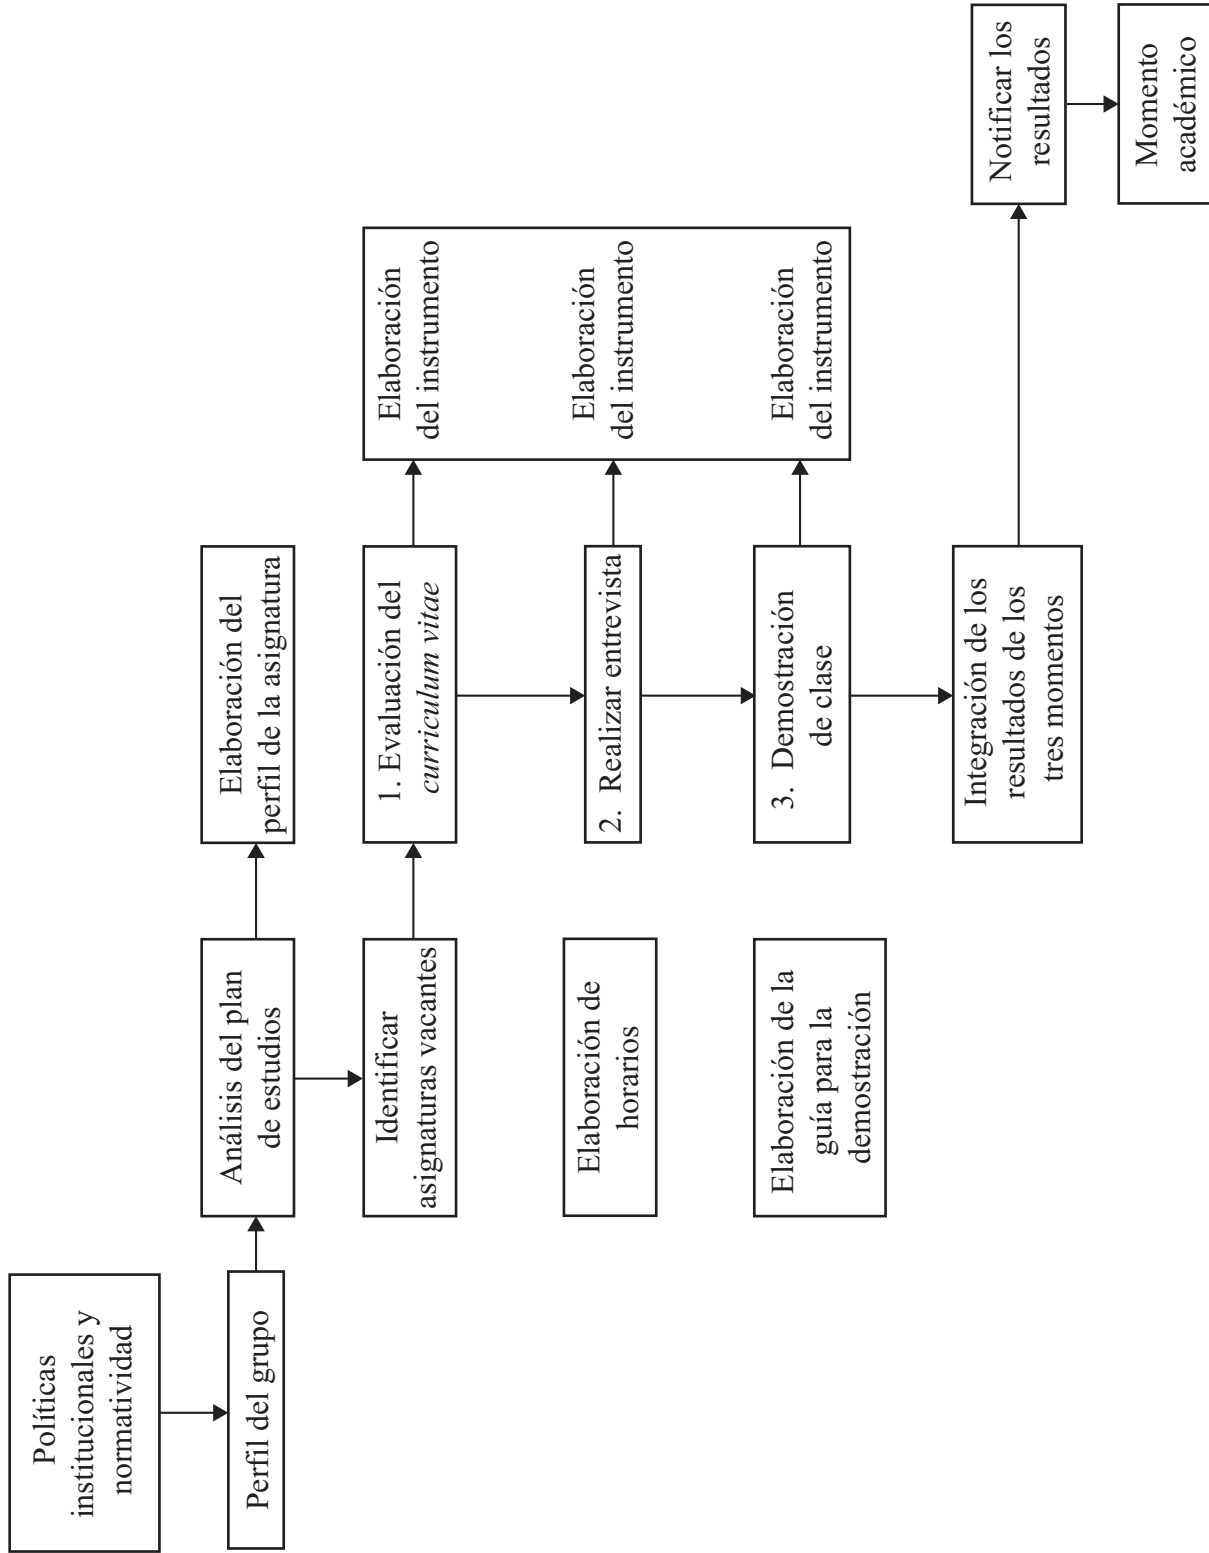 Políticas
institucionales y
normatividad
Perfil del grupo
Análisis del plan
de estudios
Identificar
asignaturas vacantes
Elaboración de
horarios
Elaboración de la
guía para la
demostración
Elaboración del
perfil de la asignatura
1. Evaluación del
curriculum vitae
2. Realizar entrevista
3. Demostración
de clase
Integración de los
resultados de los
tres momentos
Elaboración
del instrumento
Elaboración
del instrumento
Elaboración
del instrumento
Notificar los
resultados
Momento
académico